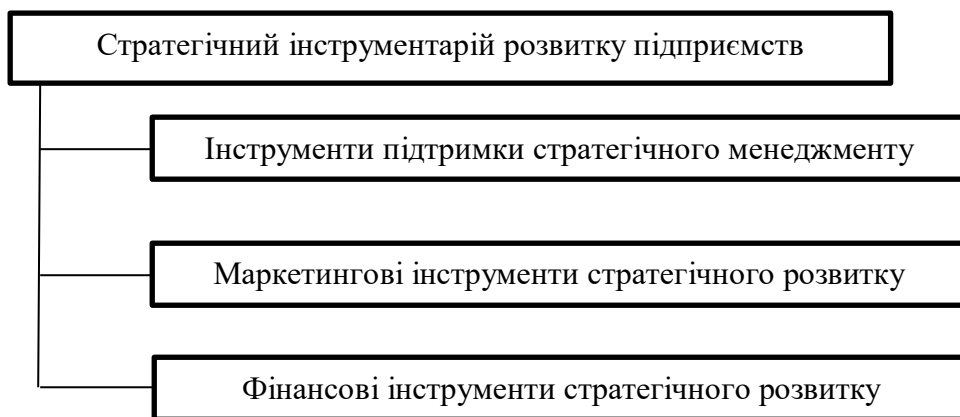 Стратегічний інструментарій розвитку підприємств
Інструменти підтримки стратегічного менеджменту
Маркетингові інструменти стратегічного розвитку
Фінансові інструменти стратегічного розвитку